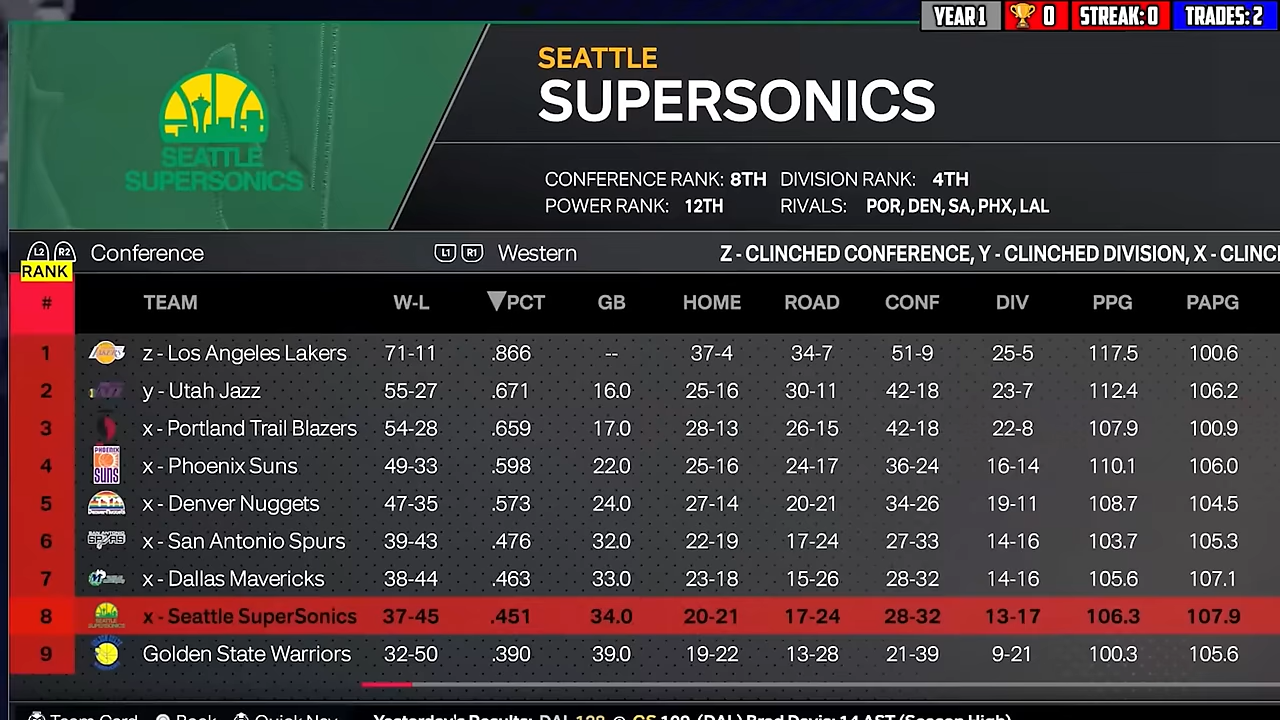 YEAR 1 🏆 0 STREAK: 0 TRADES: 2
SEATTLE
SUPERSONICS
SEATTLE
SUPERSONICS
CONFERENCE RANK: 8TH DIVISION RANK: 4TH
POWER RANK: 12TH RIVALS: POR, DEN, SA, PHX, LAL
L2 R2 Conference L1 R1 Western Z - CLINCHED CONFERENCE, Y - CLINCHED DIVISION, X - CLINC
RANK
# TEAM W-L ▼PCT GB HOME ROAD CONF DIV PPG PAPG
1 z - Los Angeles Lakers 71-11 .866 -- 37-4 34-7 51-9 25-5 117.5 100.6
2 y - Utah Jazz 55-27 .671 16.0 25-16 30-11 42-18 23-7 112.4 106.2
3 x - Portland Trail Blazers 54-28 .659 17.0 28-13 26-15 42-18 22-8 107.9 100.9
4 x - Phoenix Suns 49-33 .598 22.0 25-16 24-17 36-24 16-14 110.1 106.0
5 x - Denver Nuggets 47-35 .573 24.0 27-14 20-21 34-26 19-11 108.7 104.5
6 x - San Antonio Spurs 39-43 .476 32.0 22-19 17-24 27-33 14-16 103.7 105.3
7 x - Dallas Mavericks 38-44 .463 33.0 23-18 15-26 28-32 14-16 105.6 107.1
8 x - Seattle SuperSonics 37-45 .451 34.0 20-21 17-24 28-32 13-17 106.3 107.9
9 Golden State Warriors 32-50 .390 39.0 19-22 13-28 21-39 9-21 100.3 105.6
Team Card Back Quick Nav Yesterday's Results: DAL 128 @ GS 109 (DAL) Brad Davis: 14 AST (Season High)